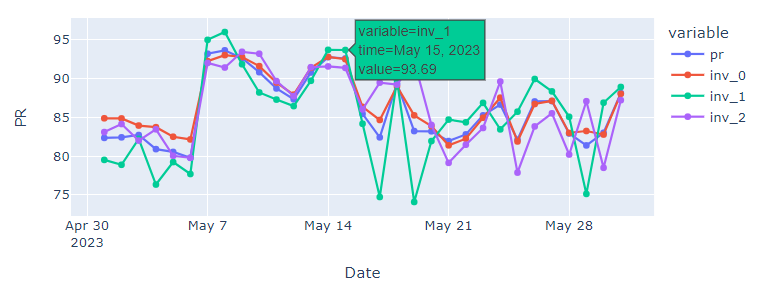 variable=inv_1
time=May 15, 2023
value=93.69
variable
pr
inv_0
inv_1
inv_2
PR
95
90
85
80
75
Apr 30
2023
May 7
May 14
May 21
May 28
Date